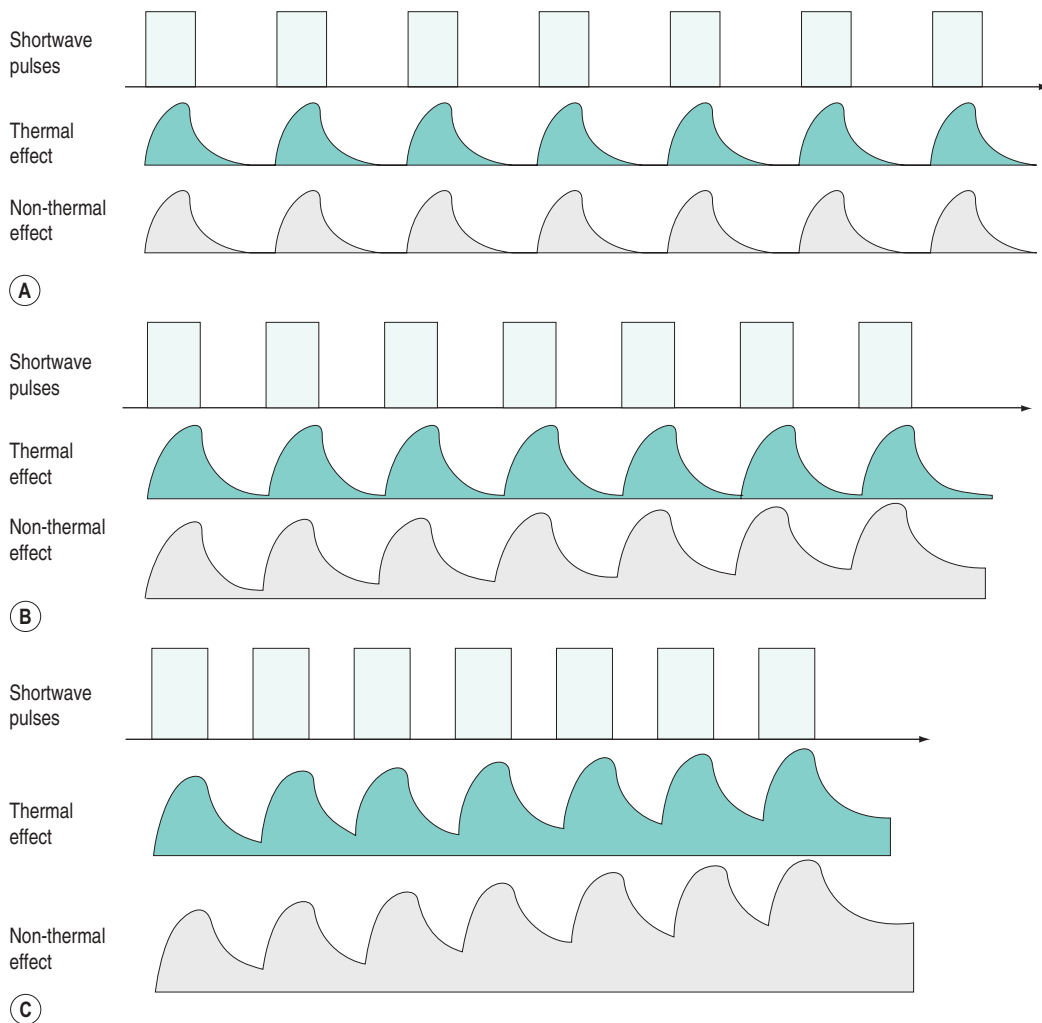 Shortwave
pulses
Thermal
effect
Non-thermal
effect
A
Shortwave
pulses
Thermal
effect
Non-thermal
effect
B
Shortwave
pulses
Thermal
effect
Non-thermal
effect
C